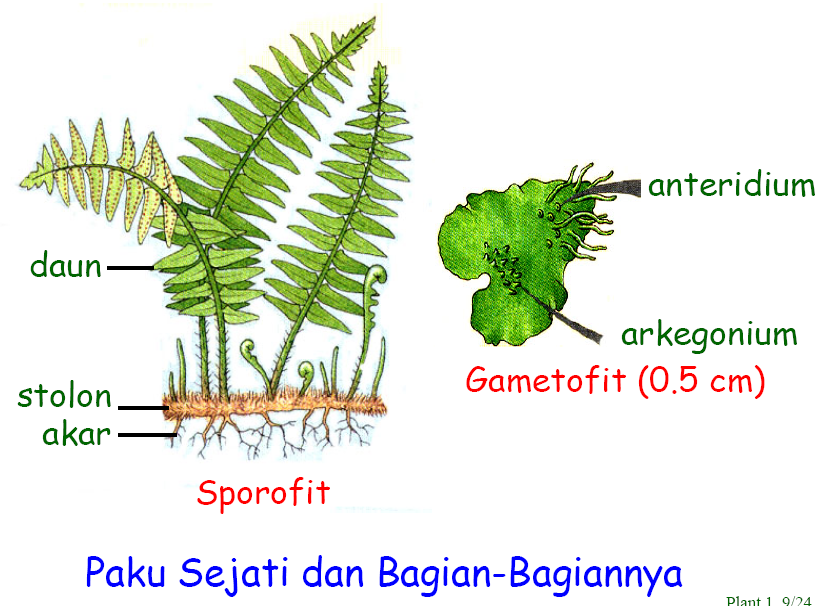 anteridium
daun
arkegonium
Gametofit (0.5 cm)
stolon
akar
Sporofit
Paku Sejati dan Bagian-Bagiannya
Plant 1, 9/24